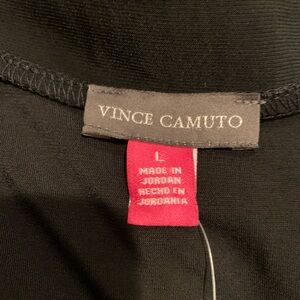 VINCE CAMUTO
L
MADE IN
JORDAN
HECHO EN
JORDANIA